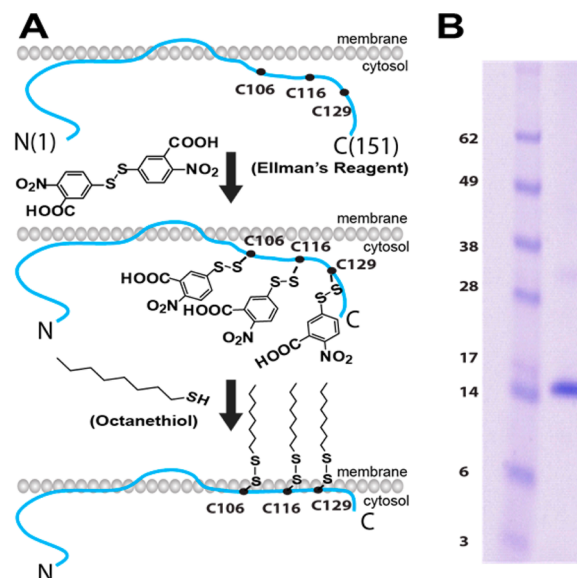 A
membrane
cytosol
C106
C116
C129
N(1)
C(151)
COOH
S
S
O₂N
NO₂
HOOC
(Ellman's Reagent)
membrane
cytosol
C106
C116
C129
S
S
S
S
S
S
HOOC
O₂N
HOOC
O₂N
HOOC
NO₂
N
C
SH
(Octanethiol)
S
S
S
S
S
S
membrane
cytosol
C106
C116
C129
C
N
B
62
49
38
28
17
14
6
3